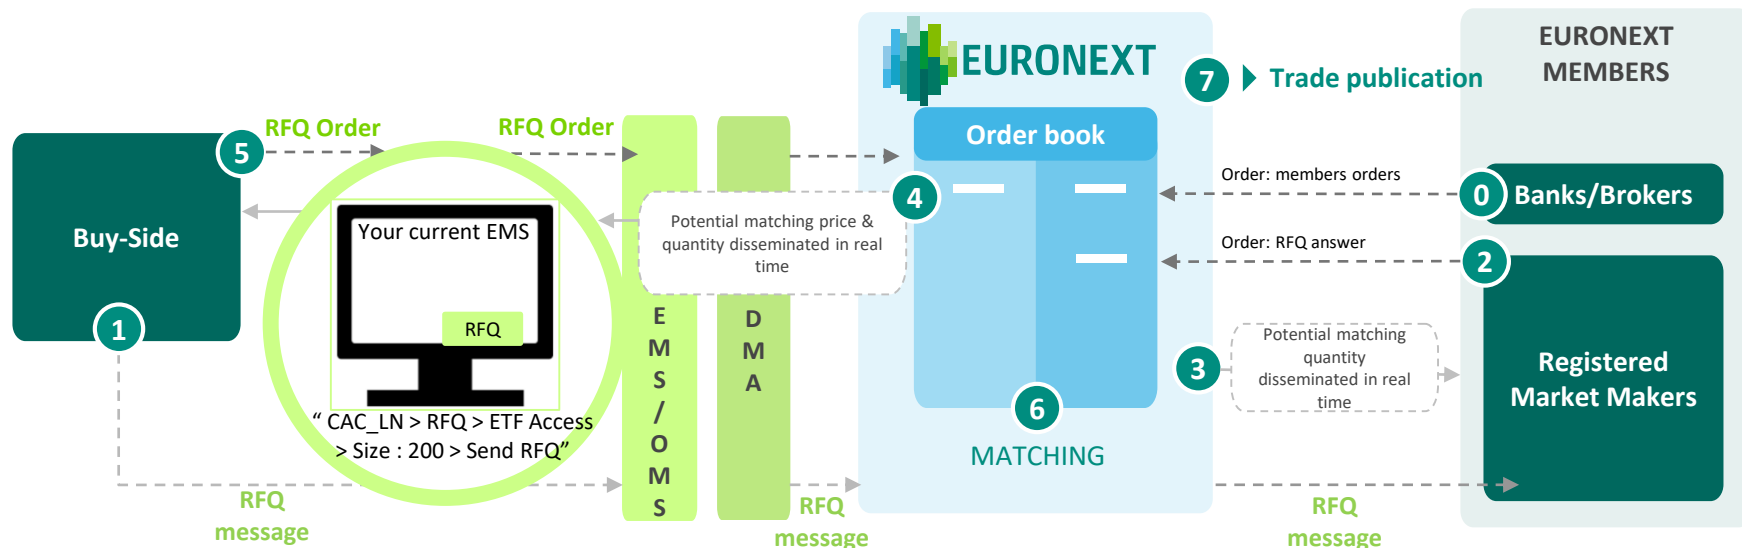 EURONEXT
7
Trade publication
EURONEXT
MEMBERS
RFQ Order
RFQ Order
5
Order book
Order: members orders
0
Banks/Brokers
4
Buy-Side
Your current EMS
RFQ
Potential matching price &
quantity disseminated in real
time
Order: RFQ answer
2
1
E
M
S
/
O
M
S
D
M
A
3
Potential matching
quantity
disseminated in real
time
Registered
Market Makers
“ CAC_LN > RFQ > ETF Access
> Size : 200 > Send RFQ”
6
MATCHING
RFQ
message
RFQ
message
RFQ
message